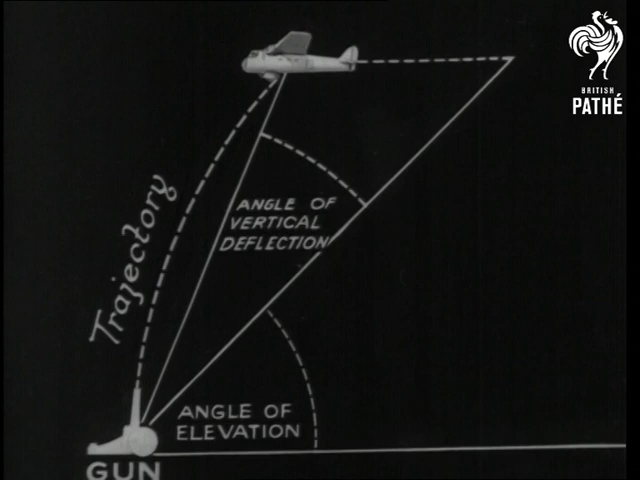 BRITISH
PATHÉ
Trajectory
ANGLE OF
VERTICAL
DEFLECTION
ANGLE OF
ELEVATION
GUN